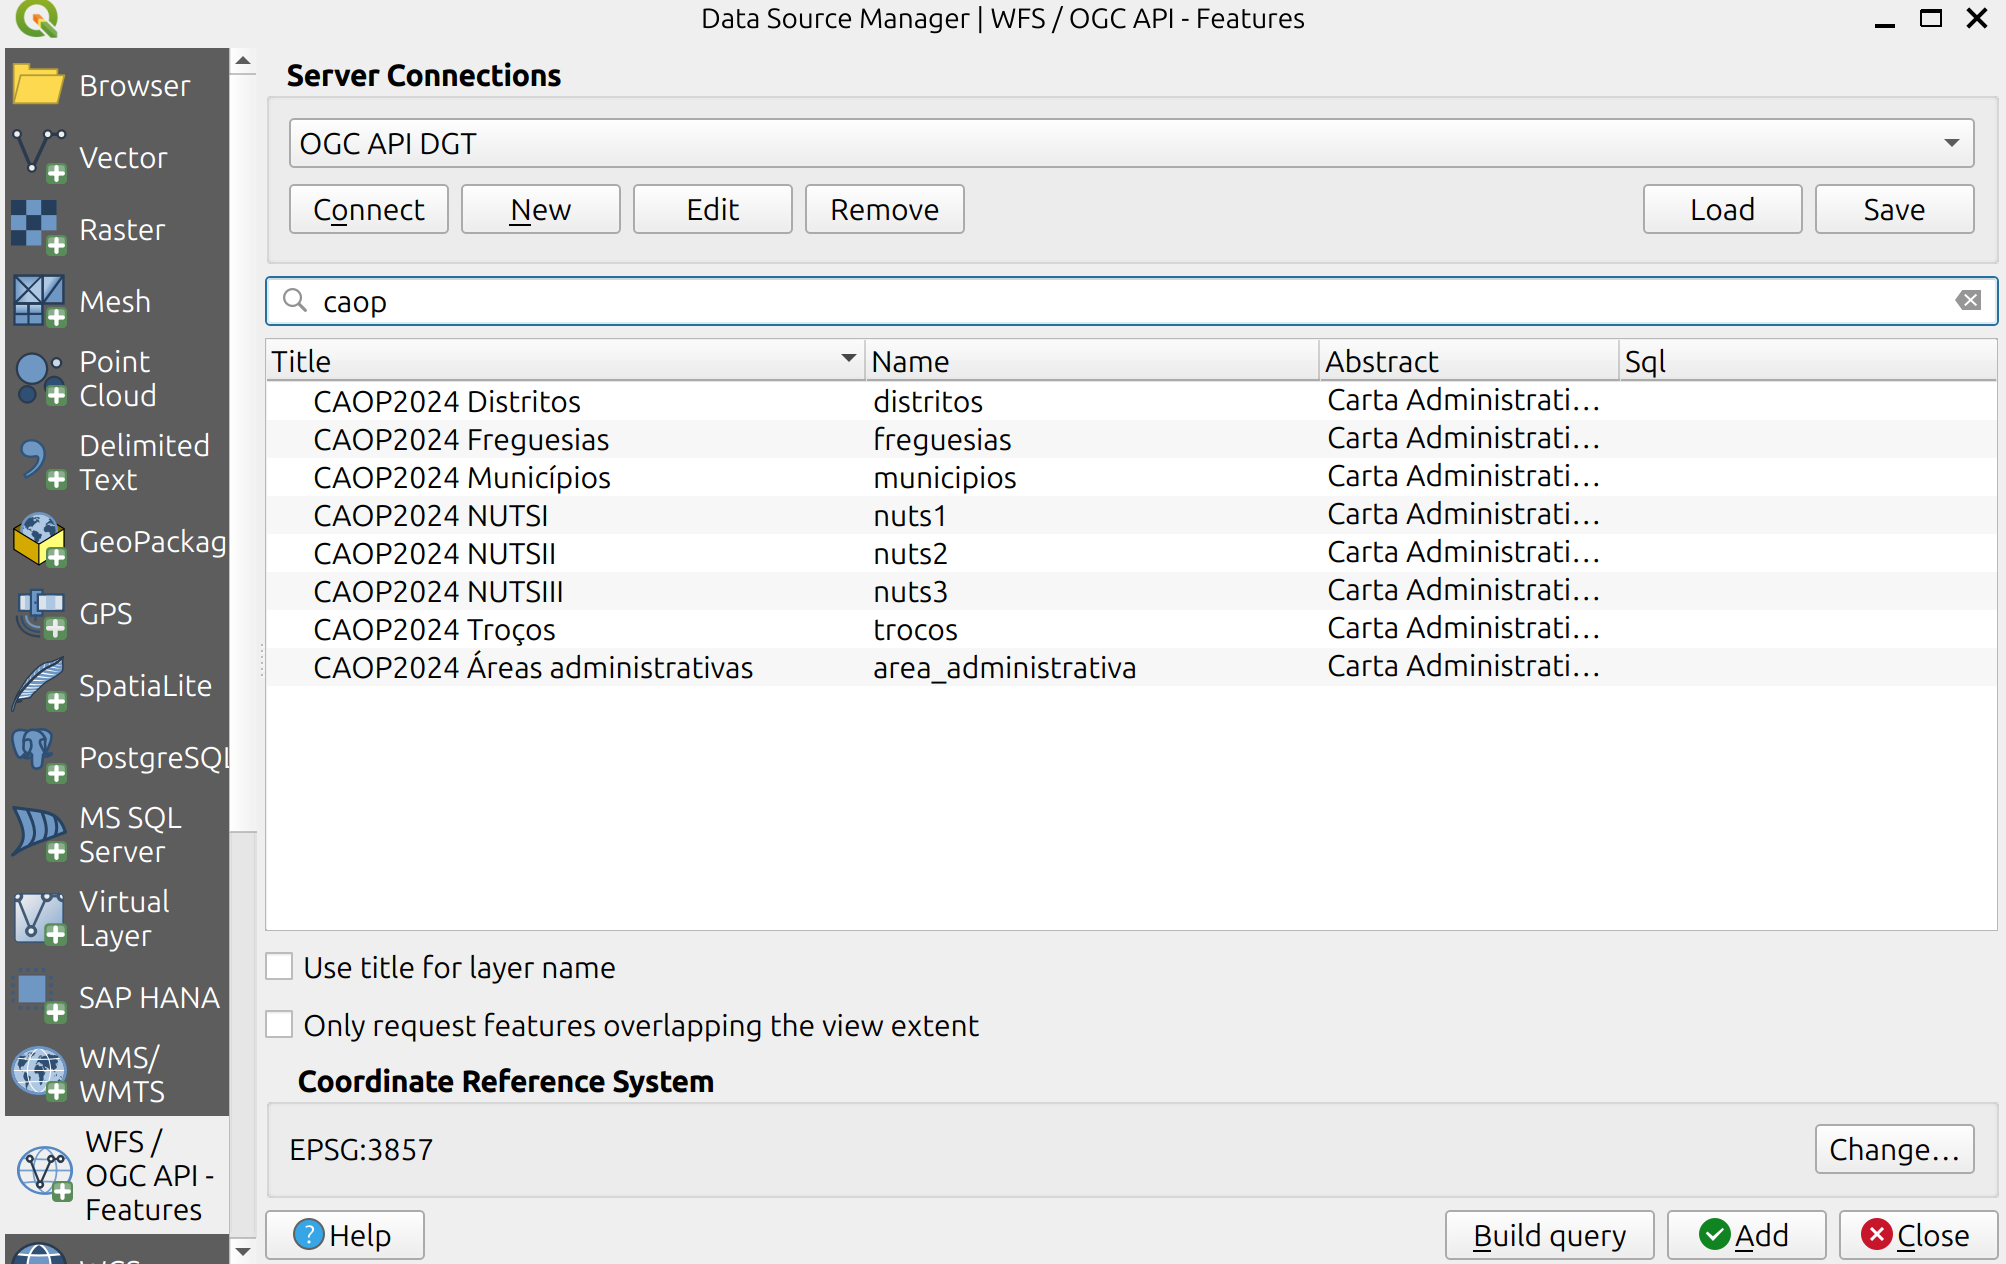 Data Source Manager | WFS / OGC API - Features
Browser
Vector
Raster
Mesh
Point
Cloud
Delimited
Text
GeoPackag
GPS
SpatiaLite
PostgreSQL
MS SQL
Server
Virtual
Layer
SAP HANA
WMS/
WMTS
WFS /
OGC API -
Features
Server Connections
OGC API DGT
Connect New Edit Remove Load Save
caop
Title Name Abstract Sql
CAOP2024 Distritos distritos Carta Administrati...
CAOP2024 Freguesias freguesias Carta Administrati...
CAOP2024 Municípios municipios Carta Administrati...
CAOP2024 NUTSI nuts1 Carta Administrati...
CAOP2024 NUTSII nuts2 Carta Administrati...
CAOP2024 NUTSIII nuts3 Carta Administrati...
CAOP2024 Troços trocos Carta Administrati...
CAOP2024 Áreas administrativas area_administrativa Carta Administrati...
Use title for layer name
Only request features overlapping the view extent
Coordinate Reference System
EPSG:3857 Change...
Help Build query Add Close